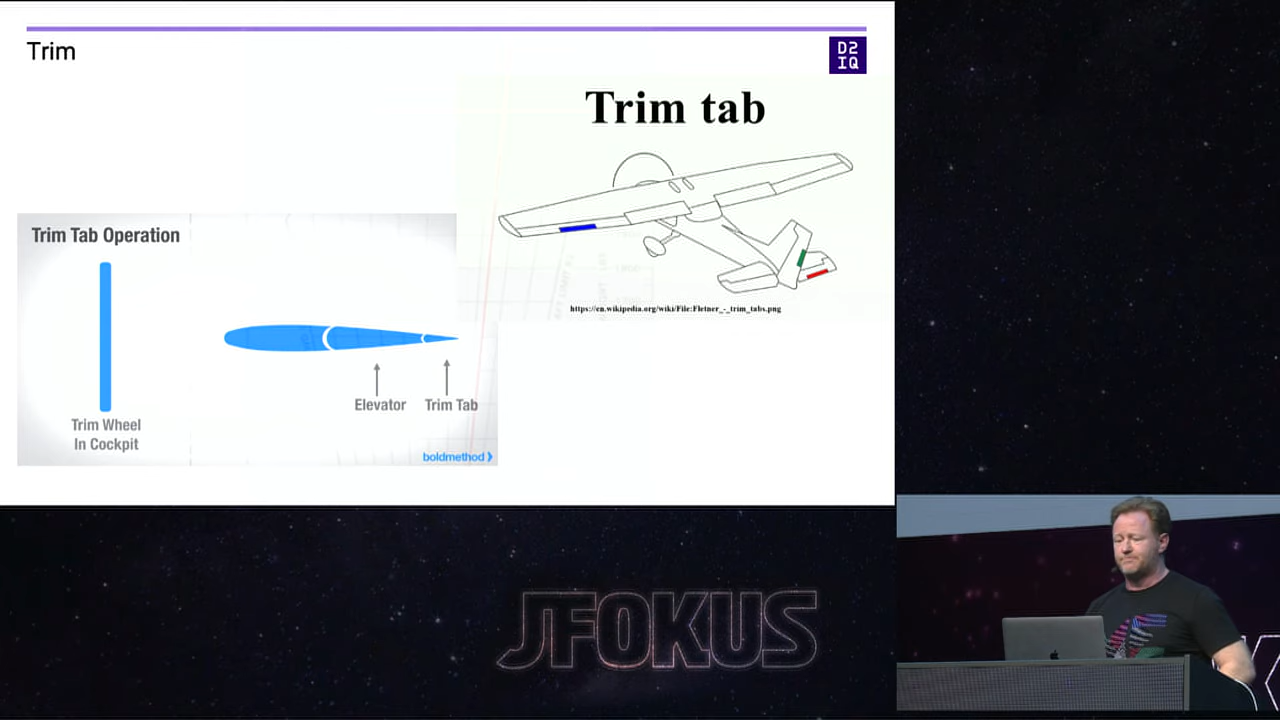 Trim
D2
IQ
Trim tab
https://en.wikipedia.org/wiki/File:Fletner_-_trim_tabs.png
Trim Tab Operation
Elevator
Trim Tab
Trim Wheel
In Cockpit
boldmethod
JFOKUS